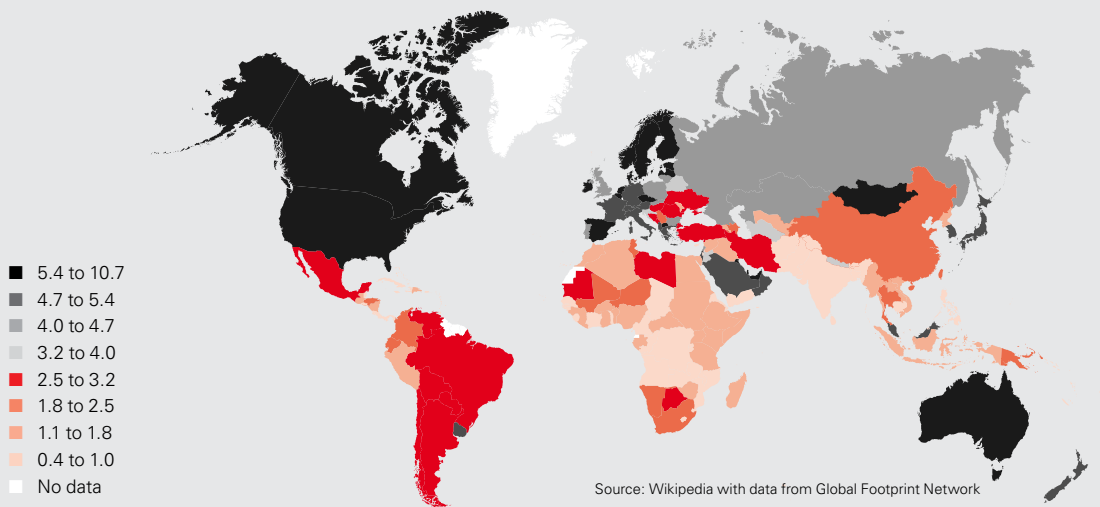 5.4 to 10.7
4.7 to 5.4
4.0 to 4.7
3.2 to 4.0
2.5 to 3.2
1.8 to 2.5
1.1 to 1.8
0.4 to 1.0
No data
Source: Wikipedia with data from Global Footprint Network